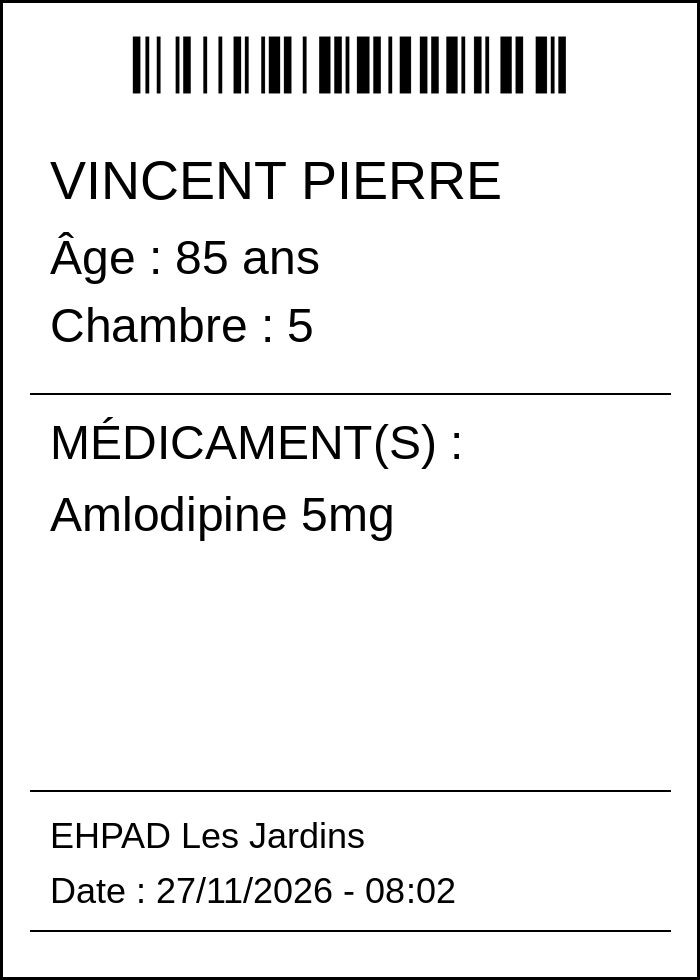 VINCENT PIERRE
Âge : 85 ans
Chambre : 5
MÉDICAMENT(S) :
Amlodipine 5mg
EHPAD Les Jardins
Date : 27/11/2026 - 08:02